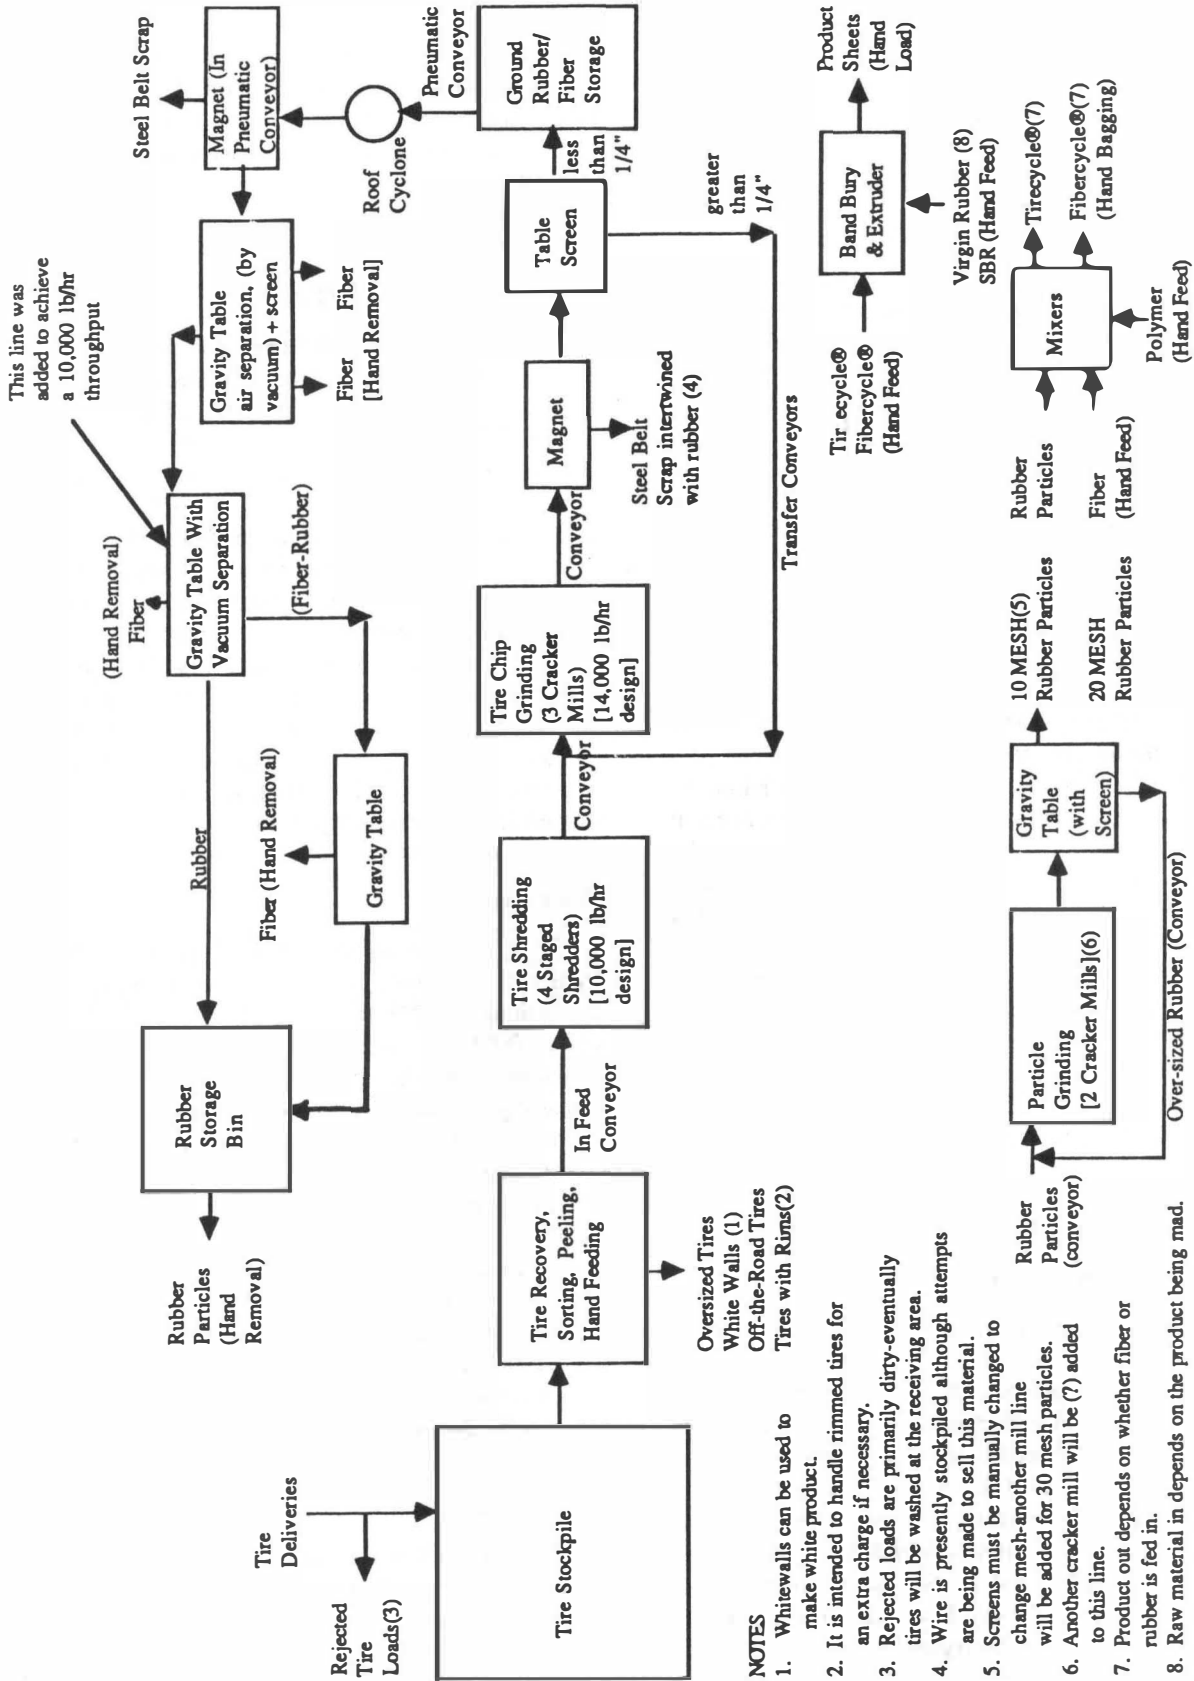 Tire
Deliveries
Rejected
Tire
Loads(3)
Tire Stockpile
Tire Recovery,
Sorting, Peeling,
Hand Feeding
Oversized Tires
White Walls (1)
Off-the-Road Tires
Tires with Rims(2)
In Feed
Conveyor
Tire Shredding
(4 Staged
Shredders)
[10,000 lb/hr
design]
Conveyor
Tire Chip
Grinding
(3 Cracker
Mills)
[14,000 lb/hr
design]
Conveyor
Magnet
Steel Belt
Scrap intertwined
with rubber (4)
Table
Screen
greater
than
1/4"
Transfer Conveyors
less
than
1/4"
Ground
Rubber/
Fiber
Storage
Pneumatic
Conveyor
Roof
Cyclone
Magnet (In
Pneumatic
Conveyor)
Steel Belt Scrap
Gravity Table
air separation, (by
vacuum) + screen
Fiber Fiber
[Hand Removal]
This line was
added to achieve
a 10,000 lb/hr
throughput
Gravity Table With
Vacuum Separation
(Hand Removal)
Fiber
(Fiber-Rubber)
Rubber
Gravity Table
Fiber (Hand Removal)
Rubber
Storage
Bin
Rubber
Particles
(Hand
Removal)
Rubber
Particles
(conveyor)
Particle
Grinding
[2 Cracker Mills](6)
Gravity
Table
(with
Screen)
Over-sized Rubber (Conveyor)
10 MESH(5)
Rubber Particles
20 MESH
Rubber Particles
Rubber
Particles
Fiber
(Hand Feed)
Mixers
Polymer
(Hand Feed)
Tirecycle®(7)
Fibercycle®(7)
(Hand Bagging)
Tir ecycle®
Fibercycle®
(Hand Feed)
Band Bury
& Extruder
Virgin Rubber (8)
SBR (Hand Feed)
Product
Sheets
(Hand
Load)
NOTES
1. Whitewalls can be used to
make white product.
2. It is intended to handle rimmed tires for
an extra charge if necessary.
3. Rejected loads are primarily dirty-eventually
tires will be washed at the receiving area.
4. Wire is presently stockpiled although attempts
are being made to sell this material.
5. Screens must be manually changed to
change mesh-another mill line
will be added for 30 mesh particles.
6. Another cracker mill will be (?) added
to this line.
7. Product out depends on whether fiber or
rubber is fed in.
8. Raw material in depends on the product being mad.